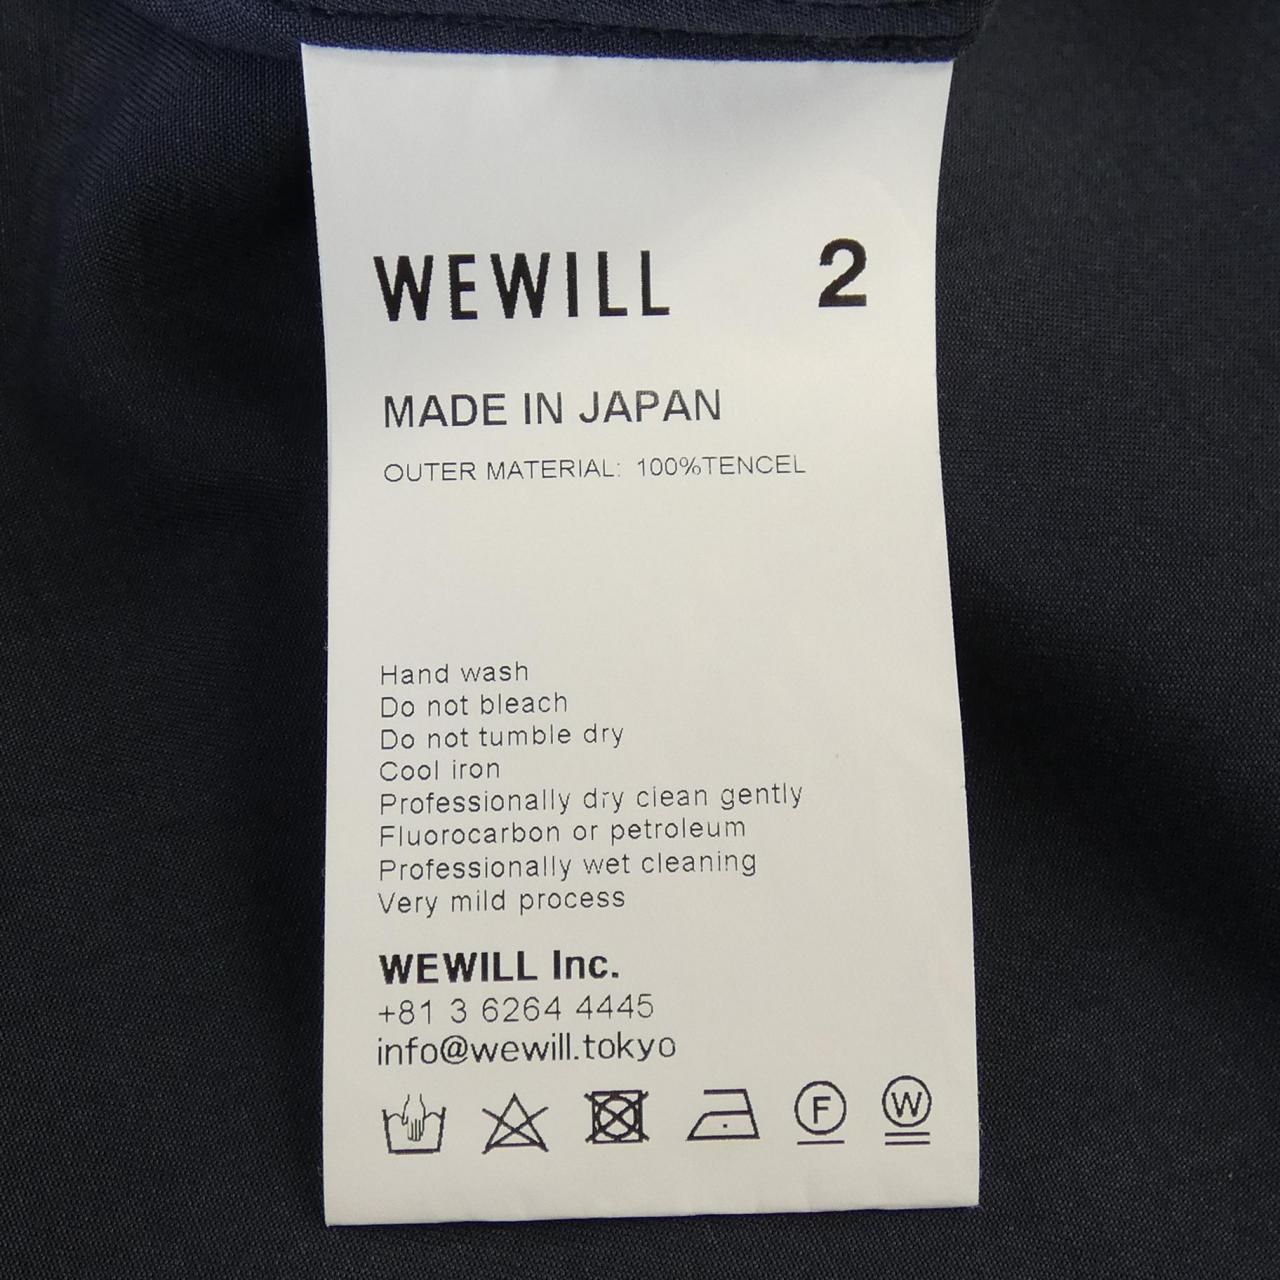 WEWILL 2
MADE IN JAPAN
OUTER MATERIAL: 100%TENCEL
Hand wash
Do not bleach
Do not tumble dry
Cool iron
Professionally dry clean gently
Fluorocarbon or petroleum
Professionally wet cleaning
Very mild process
WEWILL Inc.
+81 3 6264 4445
info@wewill.tokyo
F W